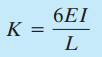 K = 6EI / L